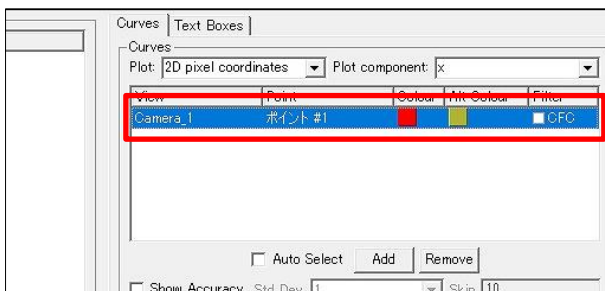 Curves Text Boxes
Curves
Plot: 2D pixel coordinates Plot component: x
View Point Colour Alt Colour Filter
Camera_1 ポイント #1 CFC
Auto Select Add Remove
Show Accuracy Std Dev 1 Skip 10